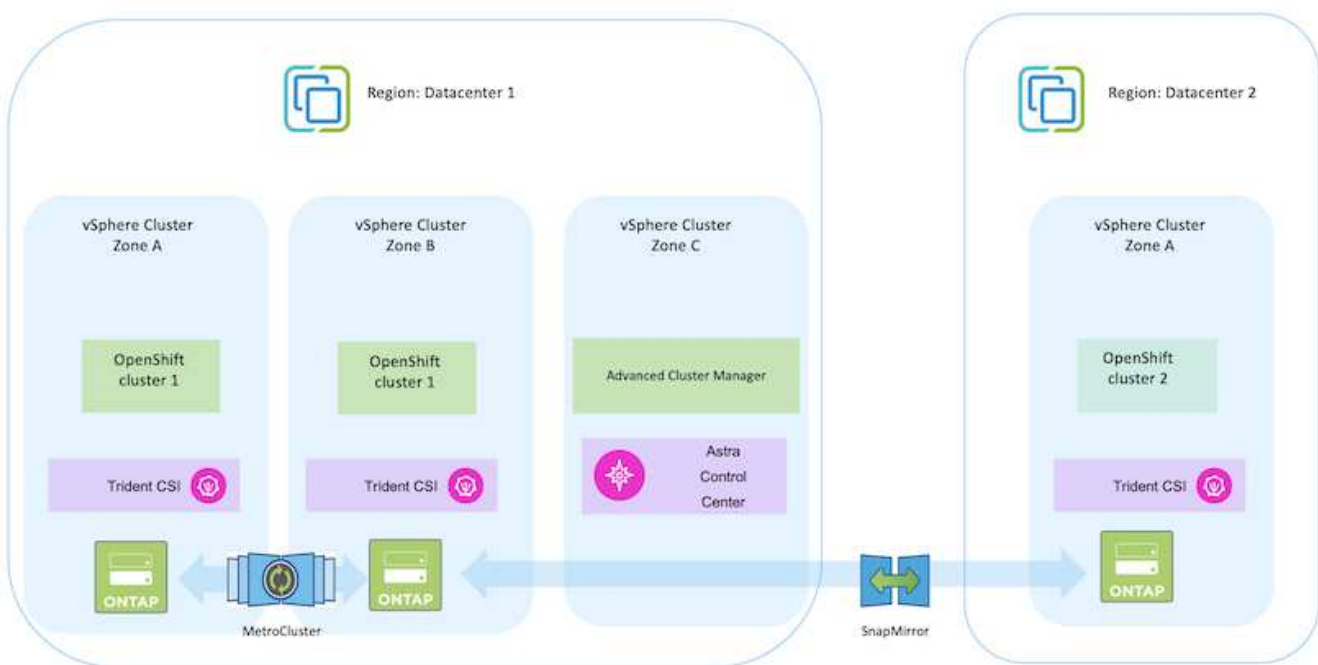 Region: Datacenter 1
Region: Datacenter 2
vSphere Cluster
Zone A
vSphere Cluster
Zone B
vSphere Cluster
Zone C
vSphere Cluster
Zone A
OpenShift
cluster 1
OpenShift
cluster 1
Advanced Cluster Manager
OpenShift
cluster 2
Trident CSI
Trident CSI
Astra
Control
Center
Trident CSI
ONTAP
ONTAP
ONTAP
MetroCluster
SnapMirror